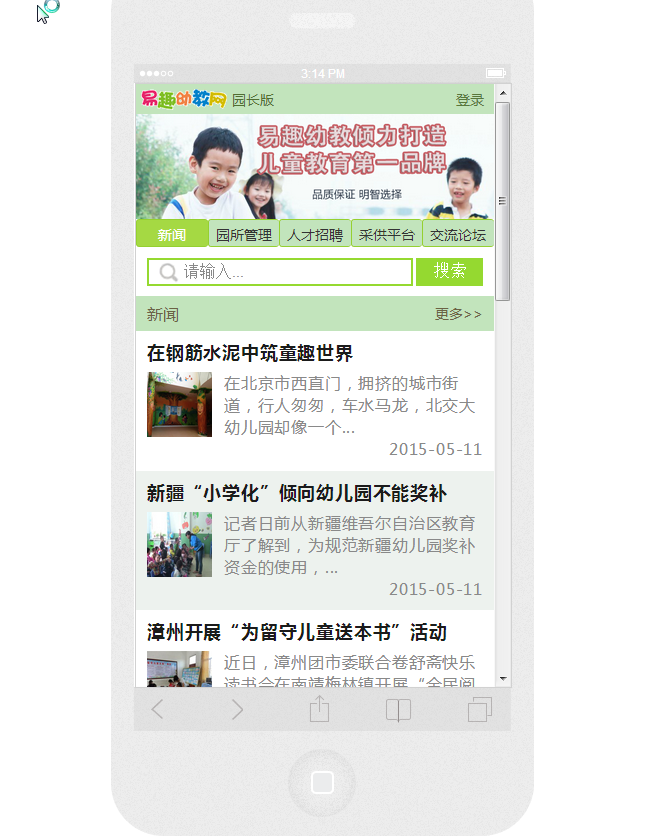 3:14 PM
易趣幼教网 园长版 登录
易趣幼教倾力打造
儿童教育第一品牌
品质保证 明智选择
新闻 园所管理 人才招聘 采供平台 交流论坛
请输入... 搜索
新闻 更多>>
在钢筋水泥中筑童趣世界
在北京市西直门，拥挤的城市街
道，行人匆匆，车水马龙，北交大
幼儿园却像一个...
2015-05-11
新疆“小学化”倾向幼儿园不能奖补
记者日前从新疆维吾尔自治区教育
厅了解到，为规范新疆幼儿园奖补
资金的使用，...
2015-05-11
漳州开展“为留守儿童送本书”活动
近日，漳州团市委联合卷舒斋快乐
读书会在南靖梅林镇开展“全民阅